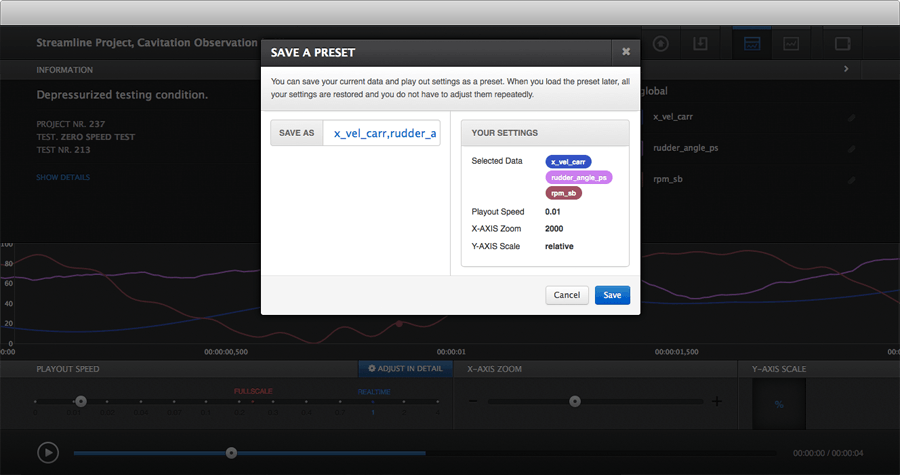 Streamline Project, Cavitation Observation
INFORMATION
Depressurized testing condition.
PROJECT NR. 237
TEST. ZERO SPEED TEST
TEST NR. 213
SHOW DETAILS
SAVE A PRESET
You can save your current data and play out settings as a preset. When you load the preset later, all
your settings are restored and you do not have to adjust them repeatedly.
SAVE AS x_vel_carr,rudder_a
YOUR SETTINGS
Selected Data x_vel_carr
rudder_angle_ps
rpm_sb
Playout Speed 0.01
X-AXIS Zoom 2000
Y-AXIS Scale relative
Cancel Save
global
x_vel_carr
rudder_angle_ps
rpm_sb
100
80
60
40
20
0:00 00:00:00,500 00:00:01 00:00:01,500 00:0
PLAYOUT SPEED ADJUST IN DETAIL X-AXIS ZOOM Y-AXIS SCALE
FULLSCALE REALTIME
0 0.01 1
%
00:00:00 / 00:00:04